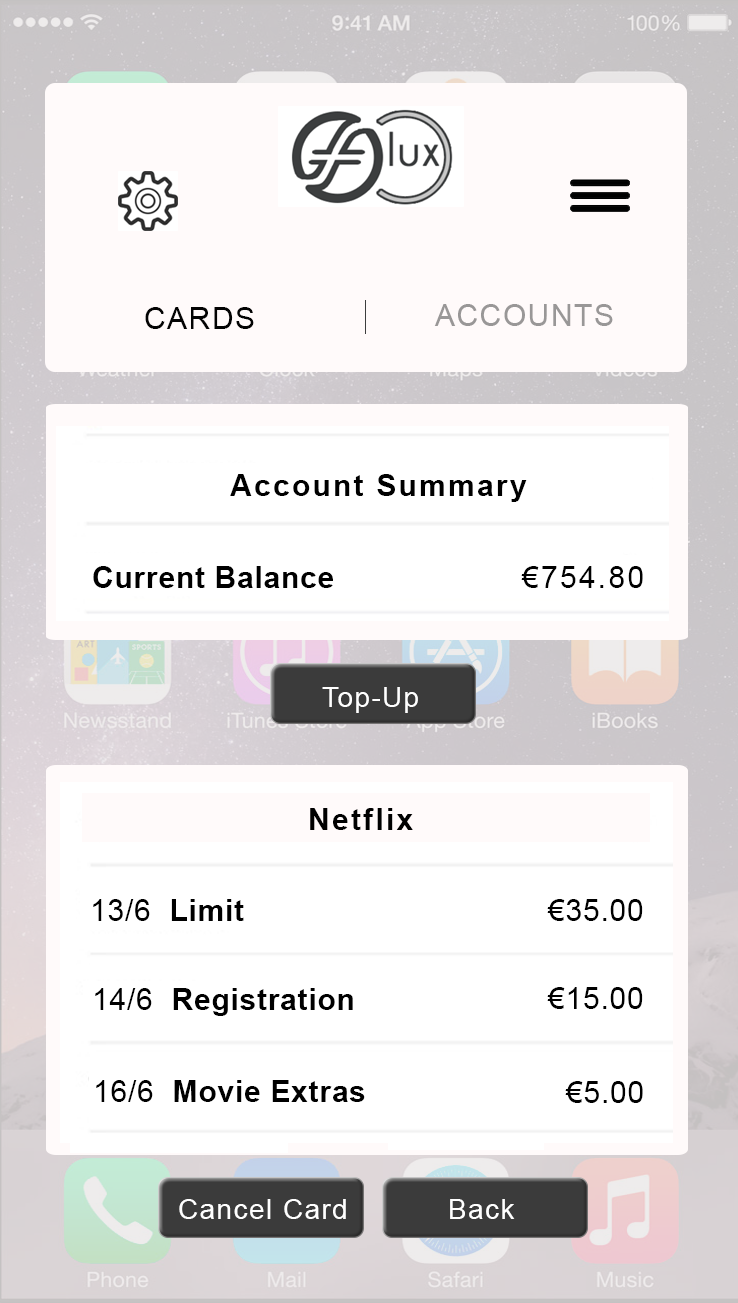 9:41 AM
100%
lux
CARDS | ACCOUNTS
Weather Clock Maps Videos
Account Summary
Current Balance €754.80
ART SPORTS
Top-Up
Newsstand iTunes Store App Store iBooks
Netflix
13/6 Limit €35.00
14/6 Registration €15.00
16/6 Movie Extras €5.00
Cancel Card Back
Phone Mail Safari Music